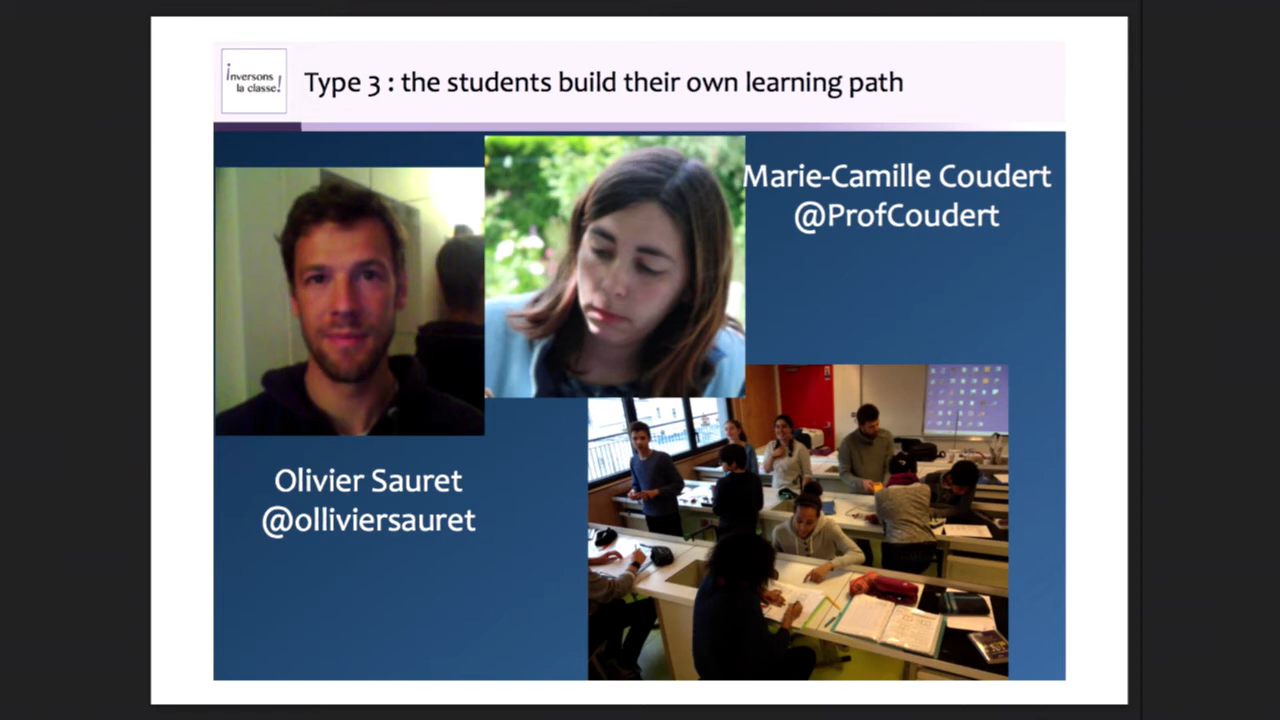 inversons
la classe!
Type 3 : the students build their own learning path
Marie-Camille Coudert
@ProfCoudert
Olivier Sauret
@olliviersauret